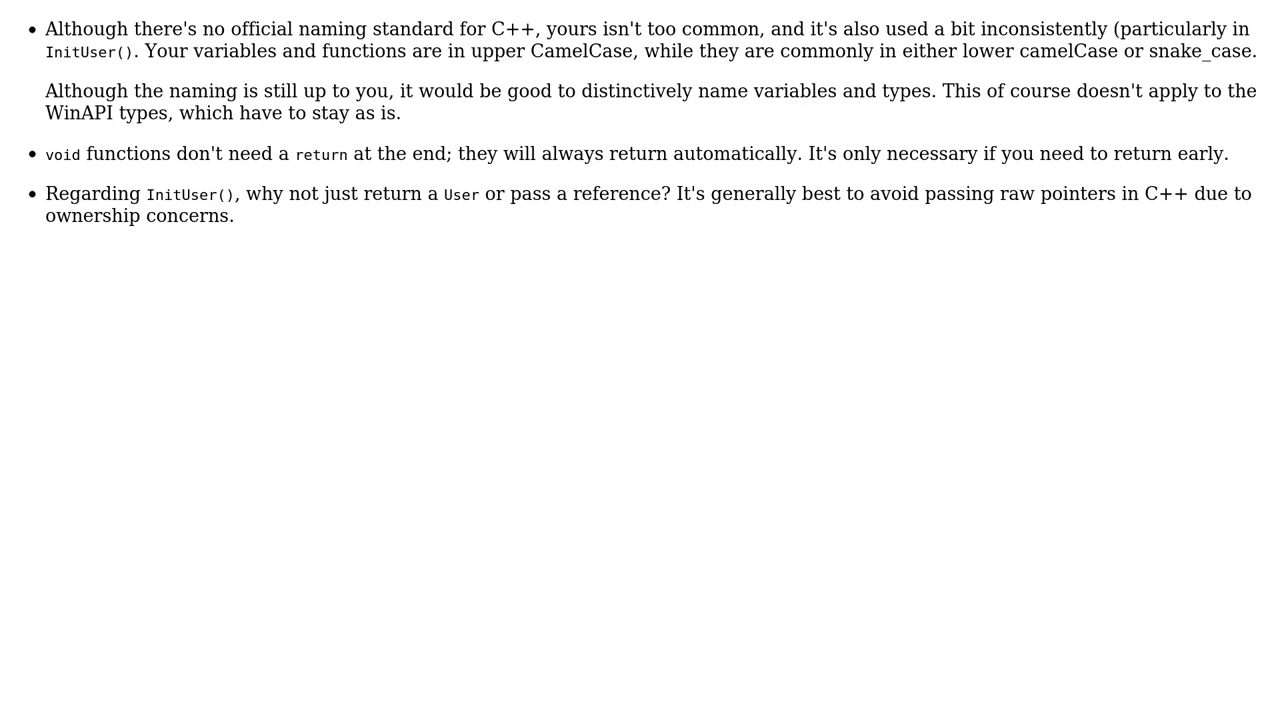 • Although there's no official naming standard for C++, yours isn't too common, and it's also used a bit inconsistently (particularly in
InitUser(). Your variables and functions are in upper CamelCase, while they are commonly in either lower camelCase or snake_case.
Although the naming is still up to you, it would be good to distinctively name variables and types. This of course doesn't apply to the
WinAPI types, which have to stay as is.
• void functions don't need a return at the end; they will always return automatically. It's only necessary if you need to return early.
• Regarding InitUser(), why not just return a User or pass a reference? It's generally best to avoid passing raw pointers in C++ due to
ownership concerns.